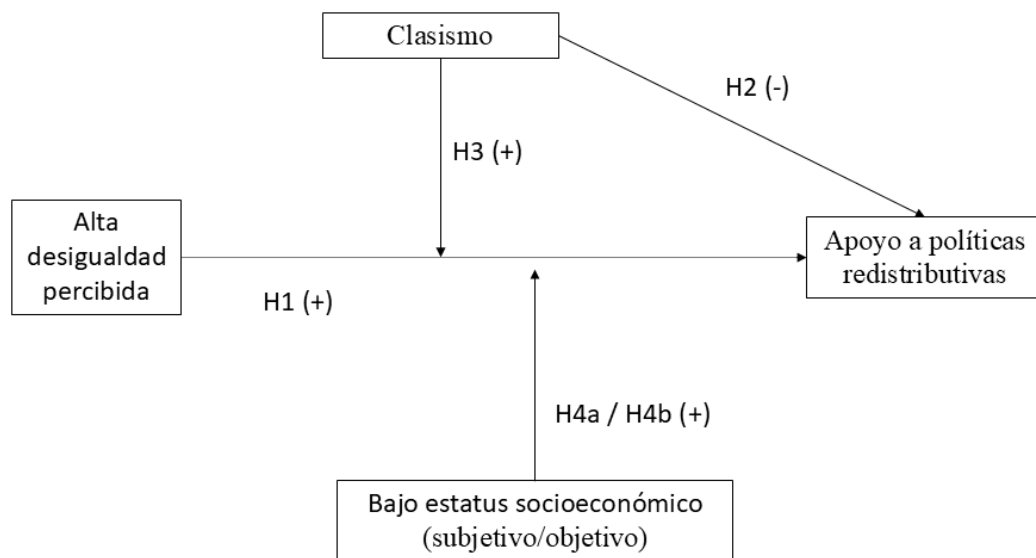 Clasismo
H2 (-)
H3 (+)
Alta
desigualdad
percibida
Apoyo a políticas
redistributivas
H1 (+)
H4a / H4b (+)
Bajo estatus socioeconómico
(subjetivo/objetivo)